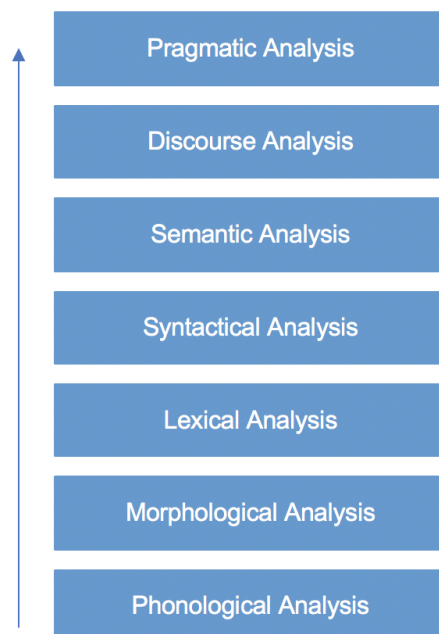 Pragmatic Analysis
Discourse Analysis
Semantic Analysis
Syntactical Analysis
Lexical Analysis
Morphological Analysis
Phonological Analysis